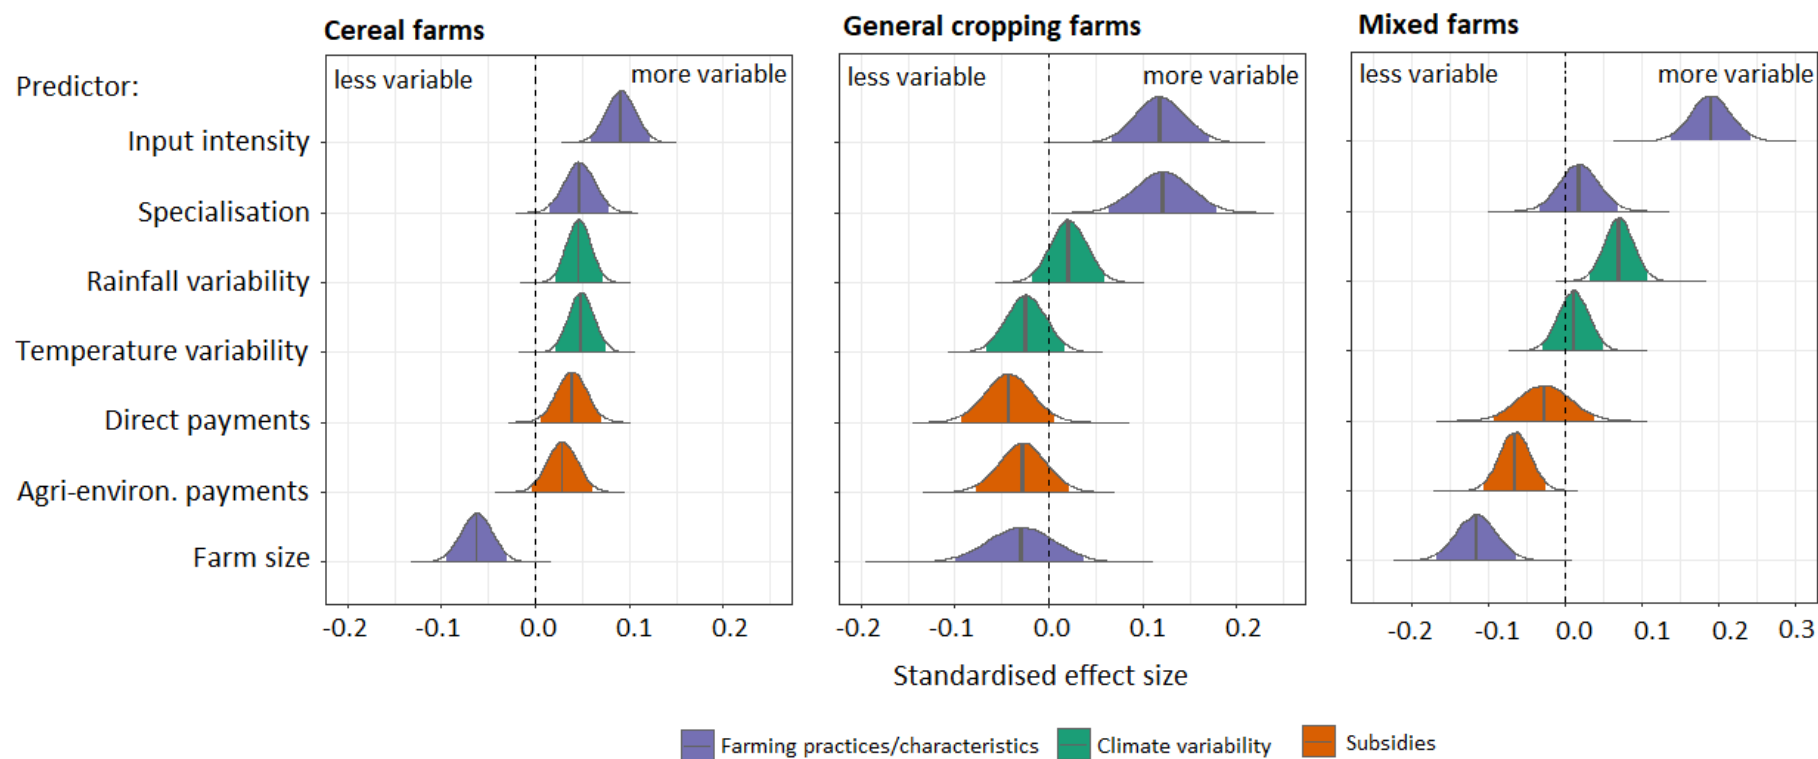 Cereal farms
General cropping farms
Mixed farms
Predictor:
less variable
more variable
less variable
more variable
less variable
more variable
Input intensity
Specialisation
Rainfall variability
Temperature variability
Direct payments
Agri-environ. payments
Farm size
-0.2 -0.1 0.0 0.1 0.2
-0.2 -0.1 0.0 0.1 0.2
-0.2 -0.1 0.0 0.1 0.2 0.3
Standardised effect size
Farming practices/characteristics
Climate variability
Subsidies